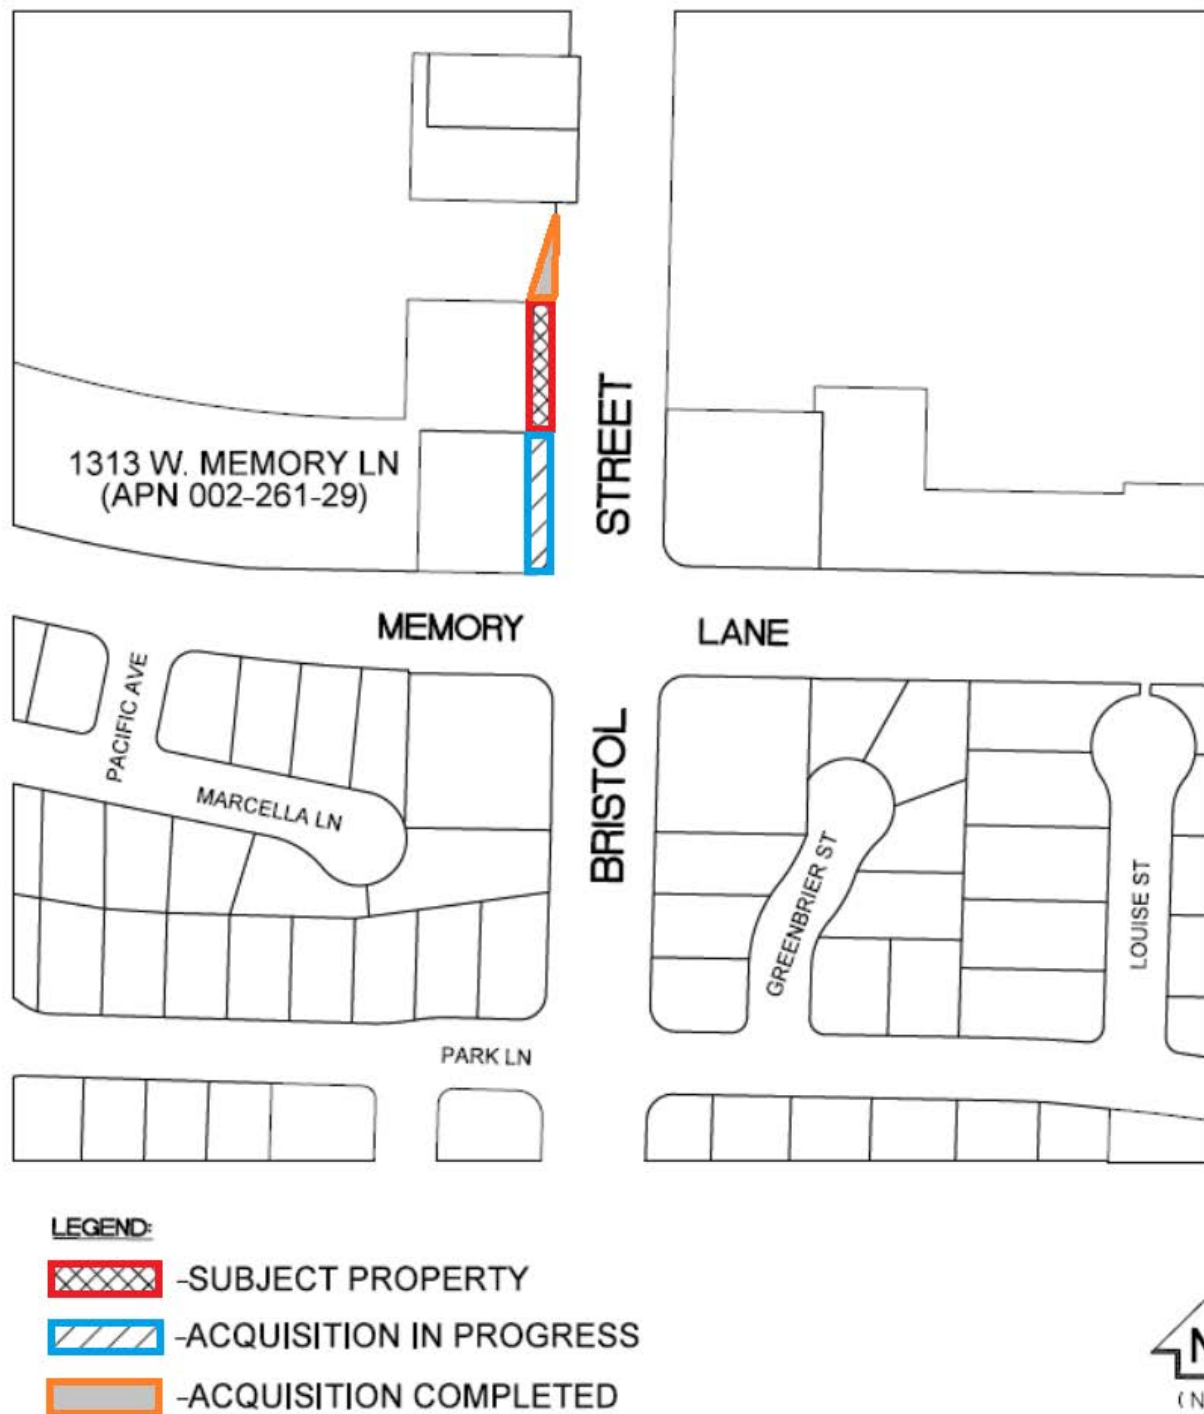 1313 W. MEMORY LN
(APN 002-261-29)
STREET
MEMORY LANE
PACIFIC AVE
MARCELLA LN
BRISTOL
GREENBRIER ST
LOUISE ST
PARK LN
LEGEND:
-SUBJECT PROPERTY
-ACQUISITION IN PROGRESS
-ACQUISITION COMPLETED